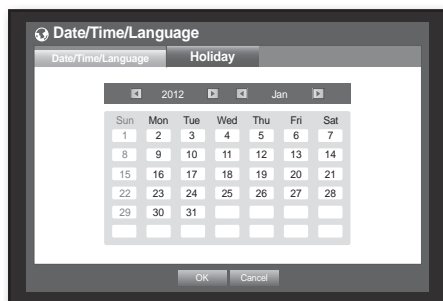 Date/Time/Language
Date/Time/Language Holiday
2012 Jan
Sun Mon Tue Wed Thu Fri Sat
1 2 3 4 5 6 7
8 9 10 11 12 13 14
15 16 17 18 19 20 21
22 23 24 25 26 27 28
29 30 31
OK Cancel